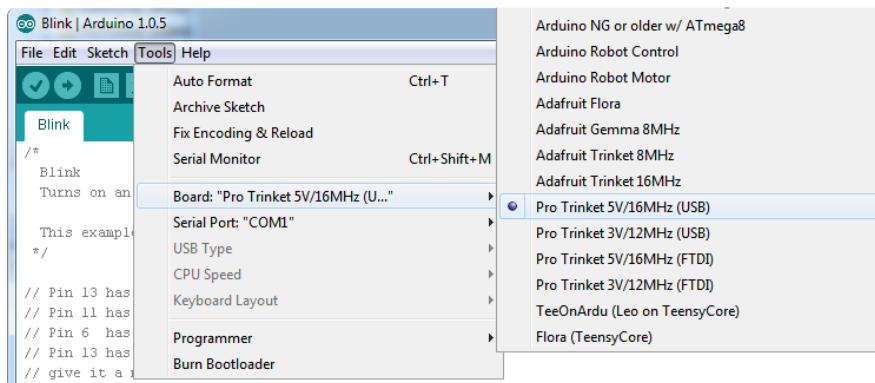 Blink | Arduino 1.0.5
File Edit Sketch Tools Help
Blink
/*
Blink
Turns on an
This example
*/
// Pin 13 has
// Pin 11 has
// Pin 6 has
// Pin 13 has
// give it a
Auto Format Ctrl+T
Archive Sketch
Fix Encoding & Reload
Serial Monitor Ctrl+Shift+M
Board: "Pro Trinket 5V/16MHz (U..."
Serial Port: "COM1"
USB Type
CPU Speed
Keyboard Layout
Programmer
Burn Bootloader
Arduino NG or older w/ ATmega8
Arduino Robot Control
Arduino Robot Motor
Adafruit Flora
Adafruit Gemma 8MHz
Adafruit Trinket 8MHz
Adafruit Trinket 16MHz
Pro Trinket 5V/16MHz (USB)
Pro Trinket 3V/12MHz (USB)
Pro Trinket 5V/16MHz (FTDI)
Pro Trinket 3V/12MHz (FTDI)
TeeOnArdu (Leo on TeensyCore)
Flora (TeensyCore)